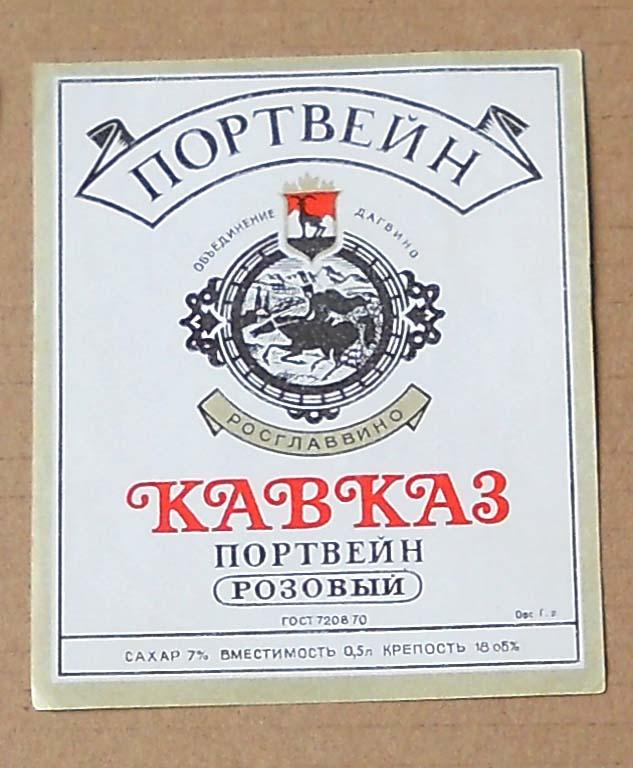 ПОРТВЕЙН
ОБЪЕДИНЕНИЕ ДАГВИНО
РОСГЛАВВИНО
КАВКАЗ
ПОРТВЕЙН
РОЗОВЫЙ
ГОСТ 7208 70
САХАР 7% ВМЕСТИМОСТЬ 0,5л КРЕПОСТЬ 18 об%